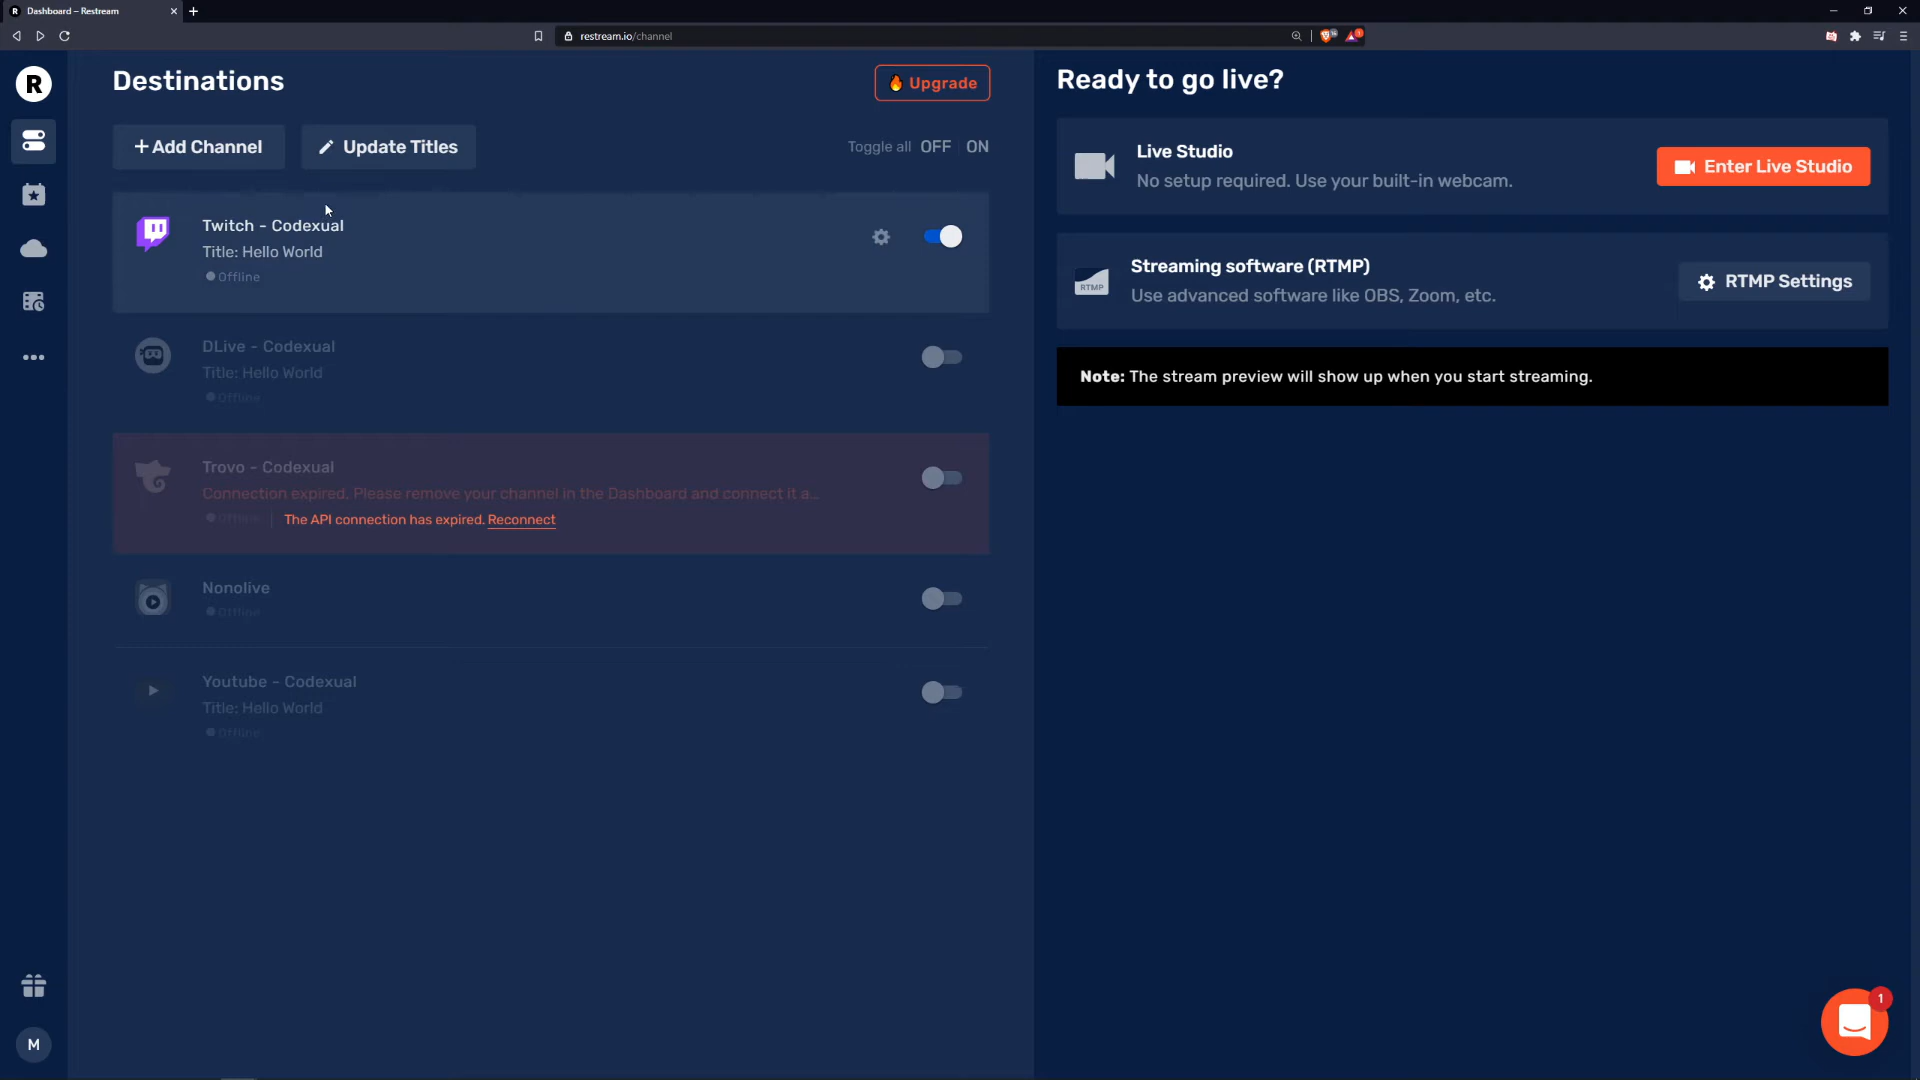 Dashboard – Restream
restream.io/channel
R
Destinations
Upgrade
Add Channel
Update Titles
Toggle all OFF ON
Twitch - Codexual
Title: Hello World
Offline
DLive - Codexual
Title: Hello World
Offline
Trovo - Codexual
Connection expired. Please remove your channel in the Dashboard and connect it a...
Offline
The API connection has expired. Reconnect
Nonolive
Offline
Youtube - Codexual
Title: Hello World
Offline
M
Ready to go live?
Live Studio
No setup required. Use your built-in webcam.
Enter Live Studio
RTMP
Streaming software (RTMP)
Use advanced software like OBS, Zoom, etc.
RTMP Settings
Note: The stream preview will show up when you start streaming.
1